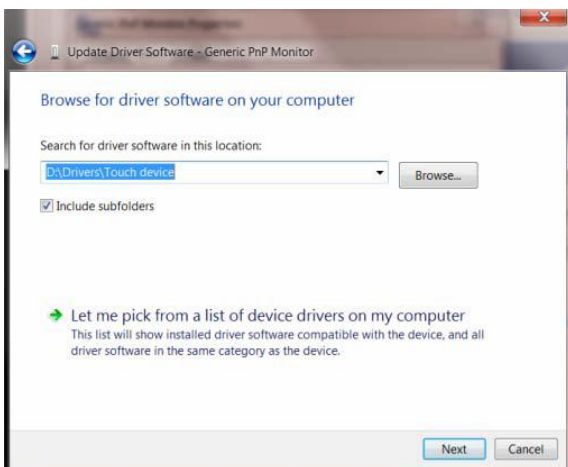 Update Driver Software - Generic PnP Monitor
Browse for driver software on your computer
Search for driver software in this location:
D:\Drivers\Touch device
Browse...
Include subfolders
Let me pick from a list of device drivers on my computer
This list will show installed driver software compatible with the device, and all
driver software in the same category as the device.
Next
Cancel